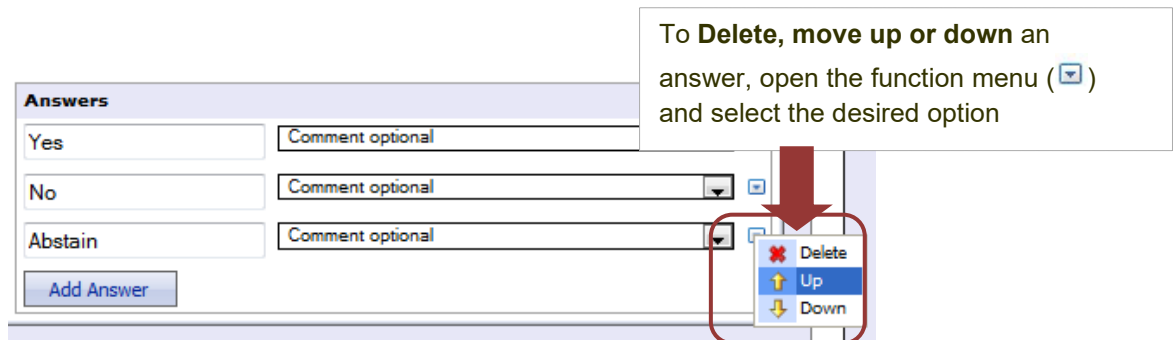 To Delete, move up or down an
answer, open the function menu ( )
and select the desired option
Answers
Yes Comment optional
No Comment optional
Abstain Comment optional
Delete
Up
Down
Add Answer